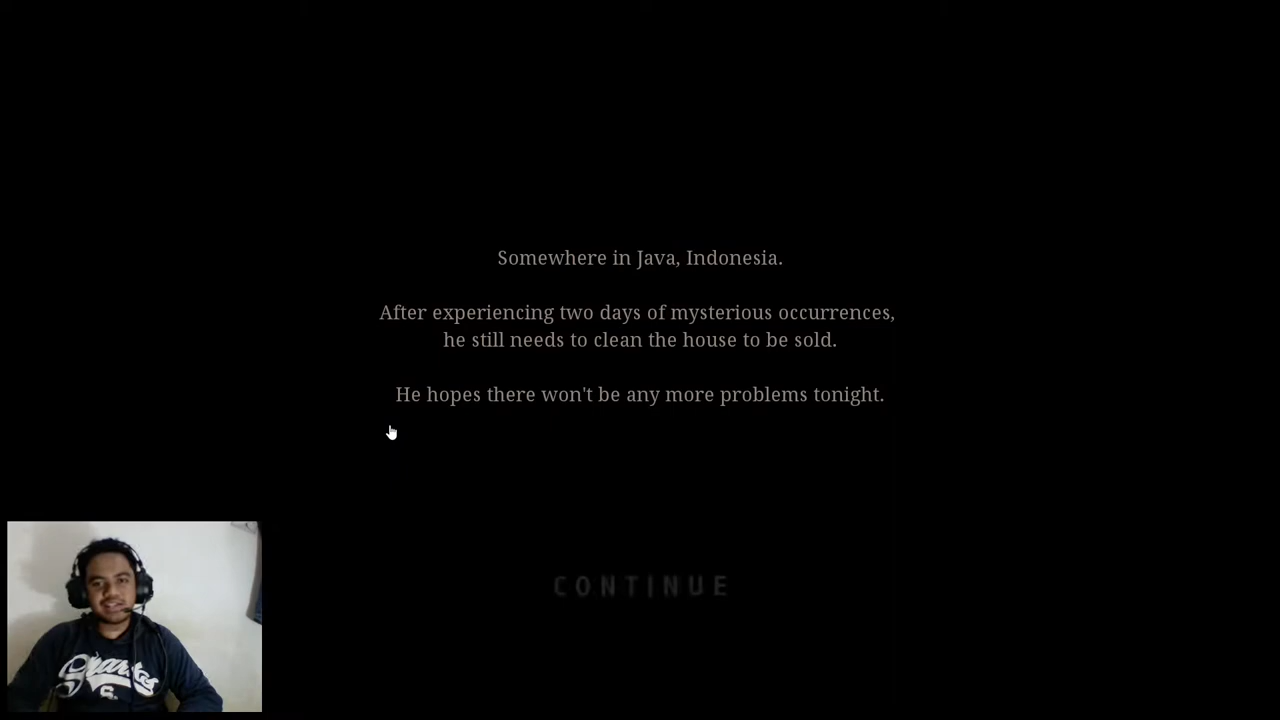 Somewhere in Java, Indonesia.
After experiencing two days of mysterious occurrences,
he still needs to clean the house to be sold.
He hopes there won't be any more problems tonight.
CONTINUE